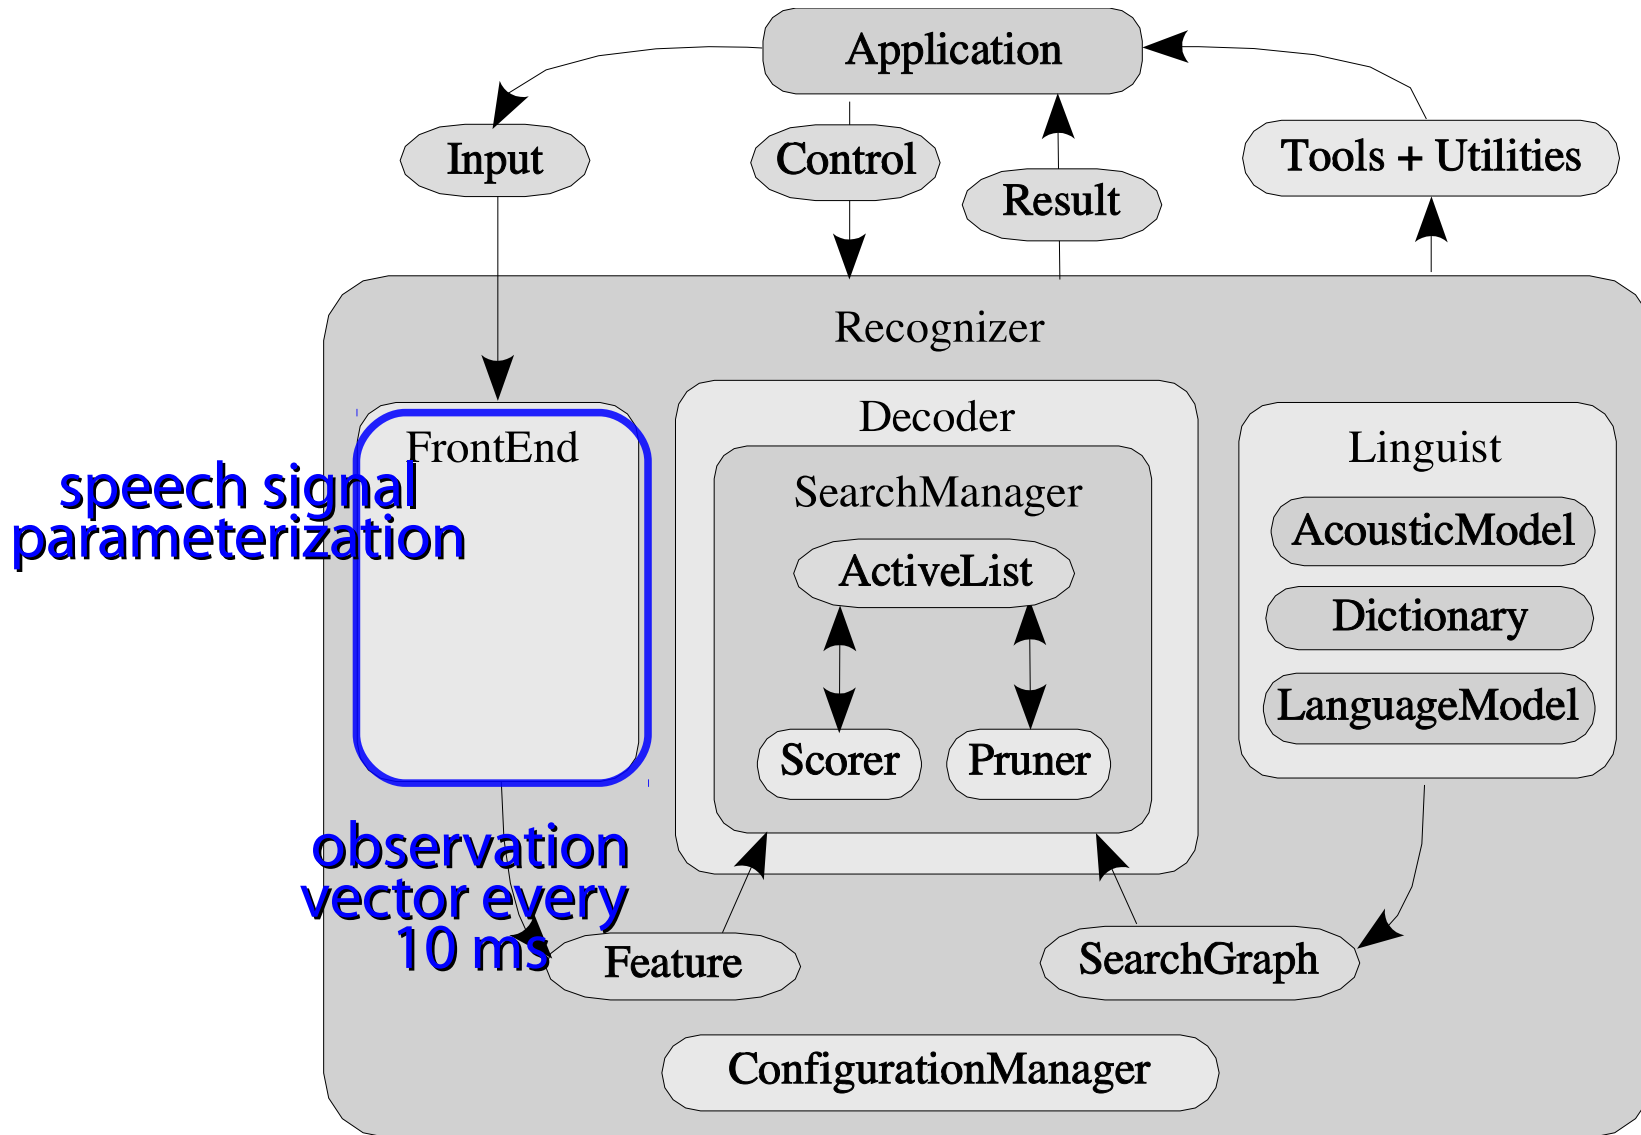 Application
Input
Control
Result
Tools + Utilities
Recognizer
FrontEnd
speech signal
parameterization
Decoder
SearchManager
ActiveList
Scorer
Pruner
Linguist
AcousticModel
Dictionary
LanguageModel
observation
vector every
10 ms
Feature
SearchGraph
ConfigurationManager